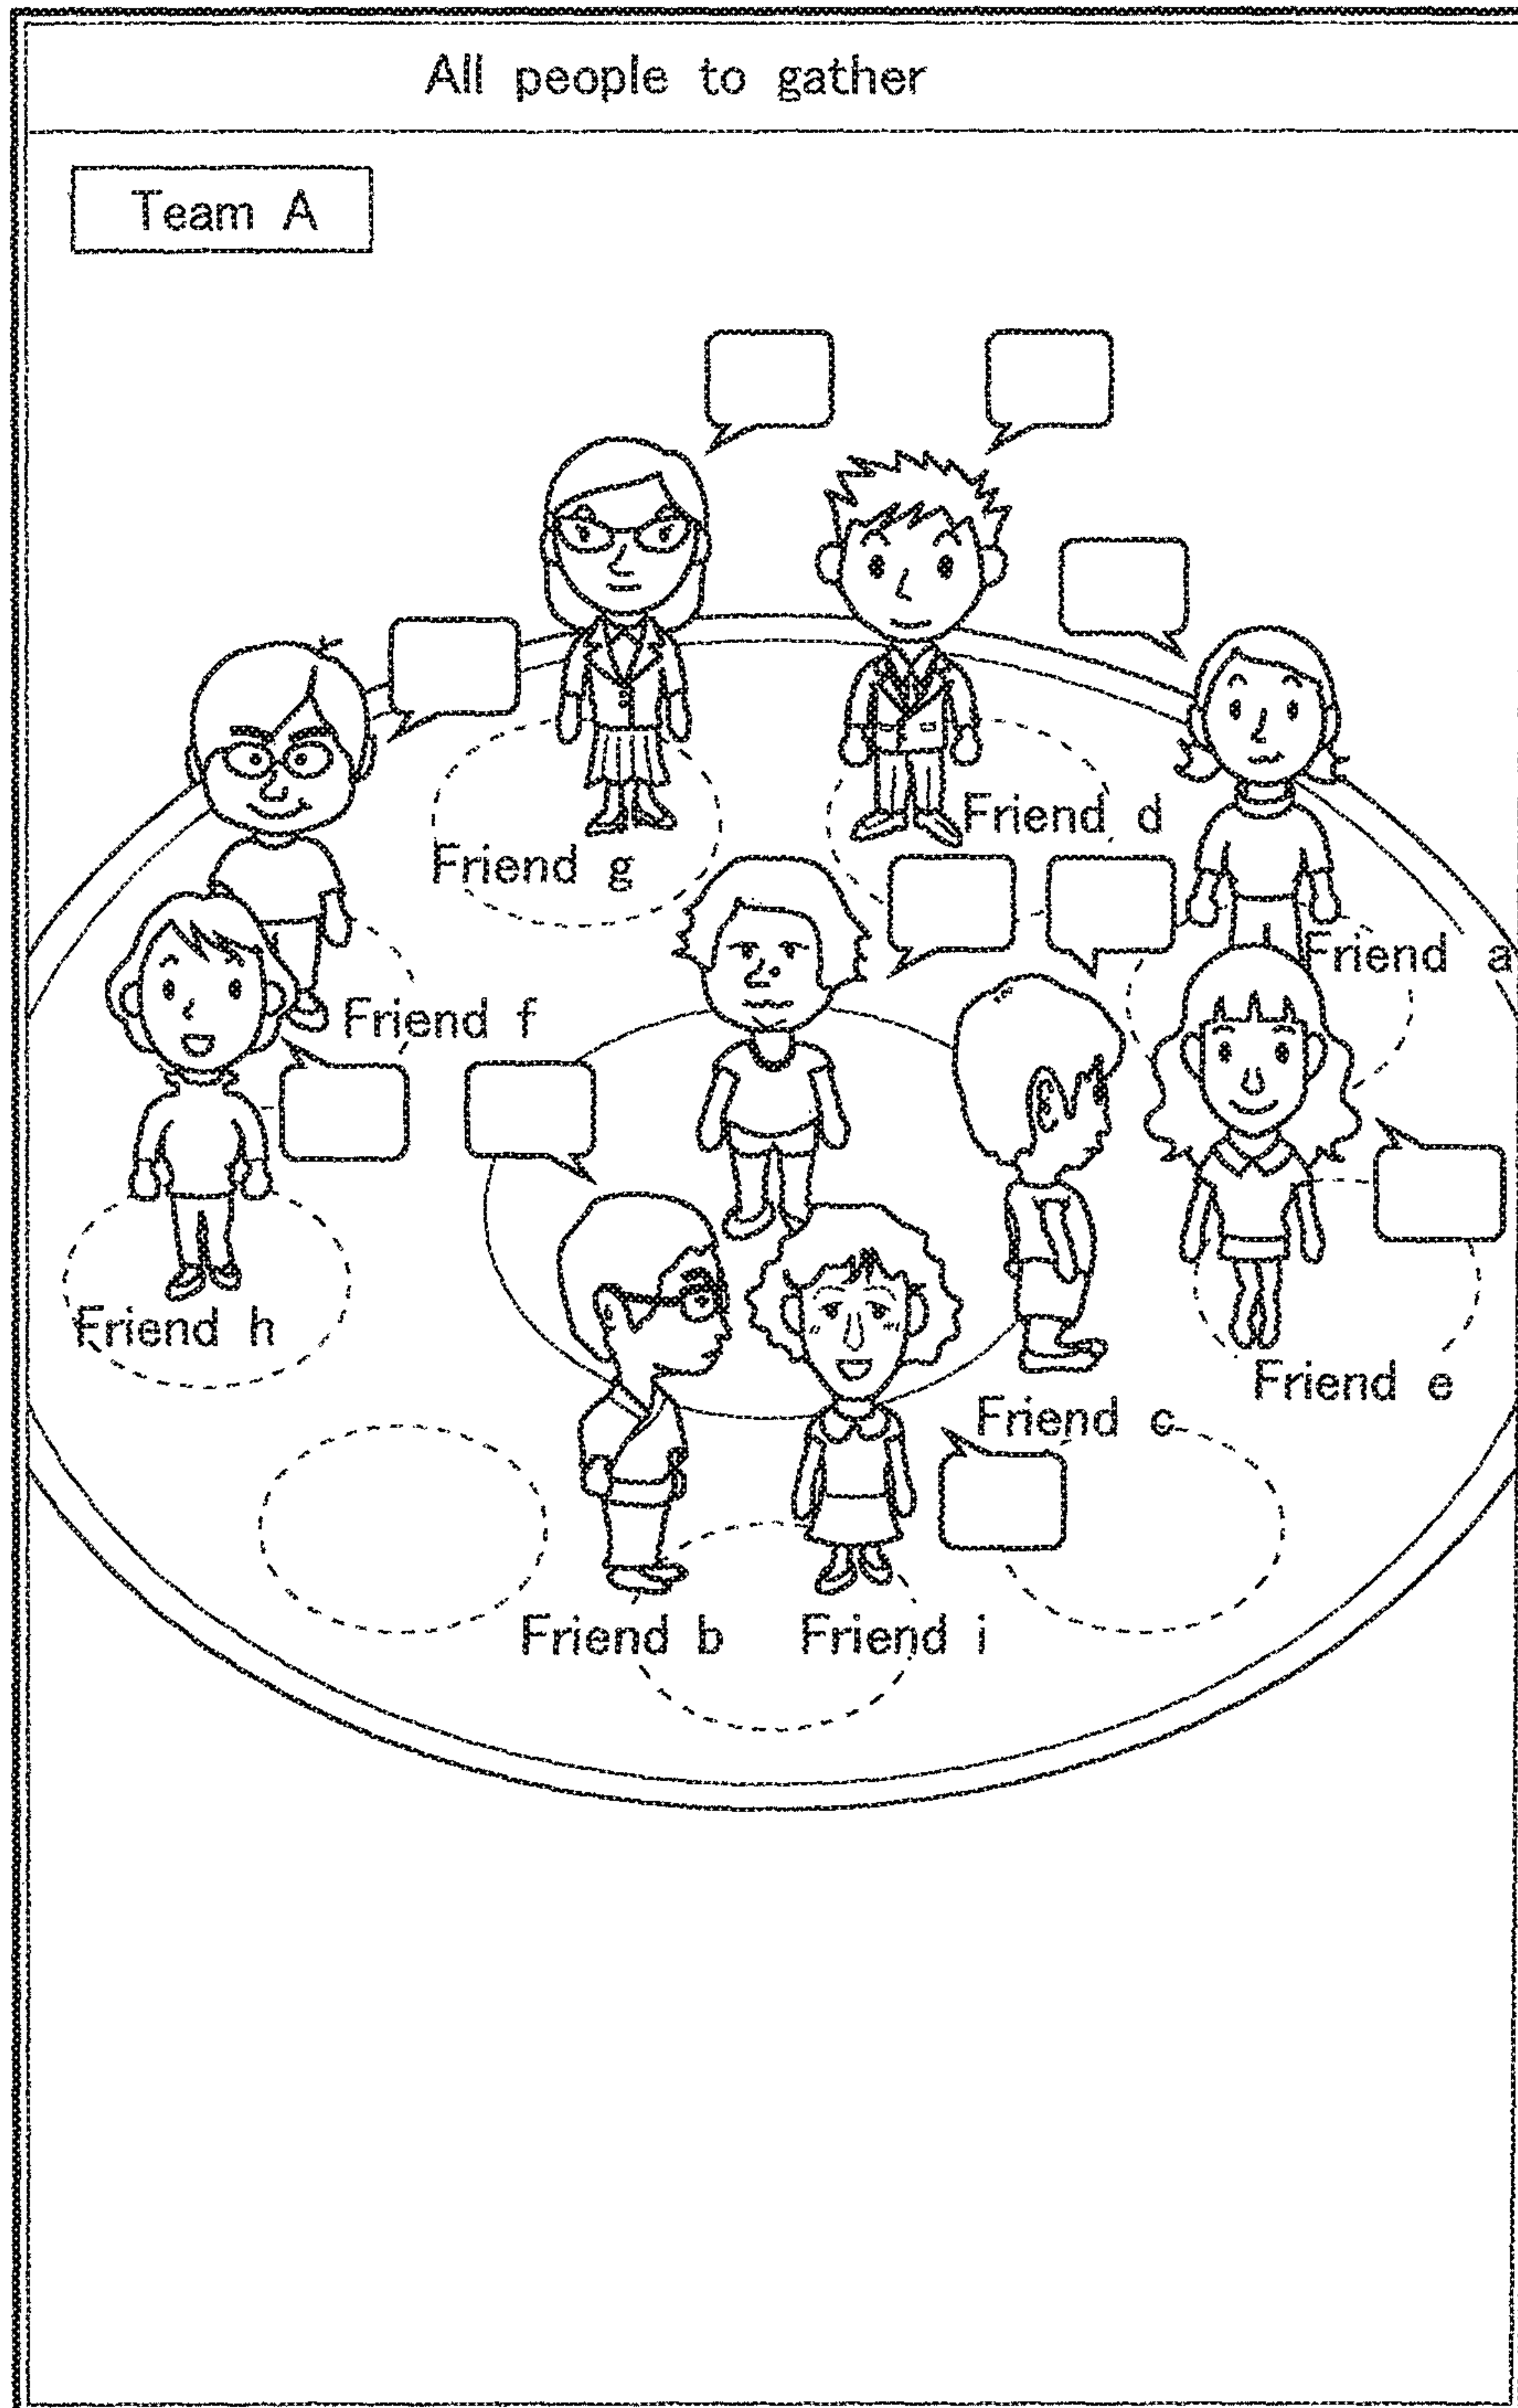 All people to gather
Team A
Friend d
Friend g
Friend a
Friend f
Friend h
Friend e
Friend c
Friend b
Friend i